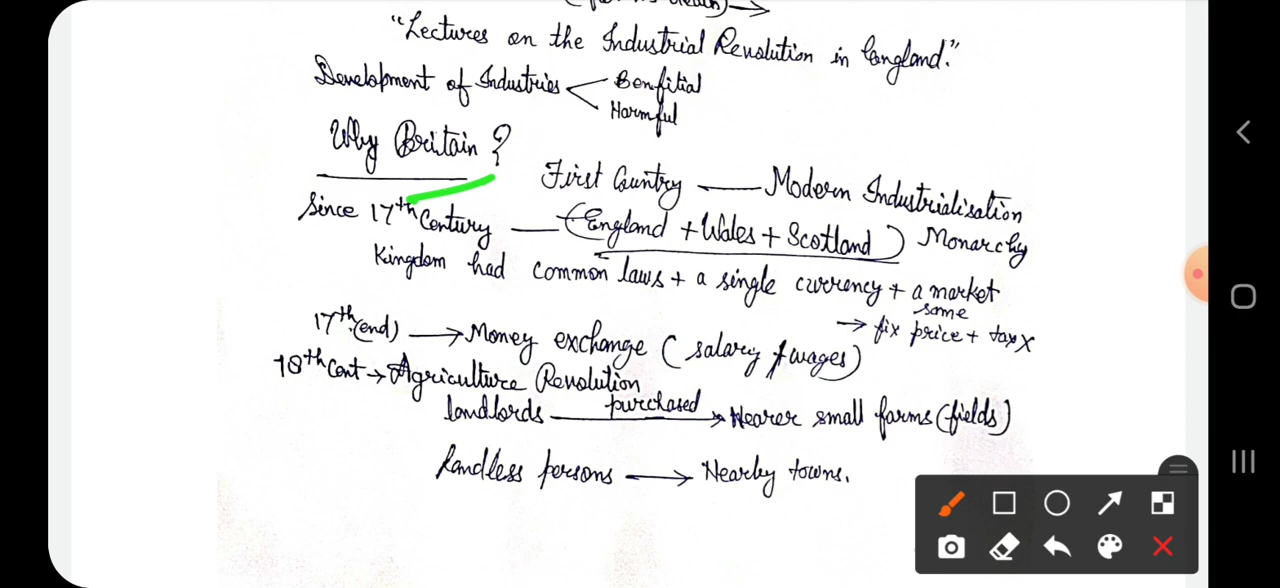 "Lectures on the Industrial Revolution in England."
Development of Industries
Benfitial
Harmful
Why Britain ?
First Country — Modern Industrialisation
Since 17th Century — (England + Wales + Scotland) Monarchy
Kingdom had common laws + a single currency + a market
same
→ fix price + tax x
17th (end) → Money exchange ( salary / wages)
18th Cent → Agriculture Revolution
landlords purchased → Nearer small farms (fields)
Landless persons → Nearby towns.